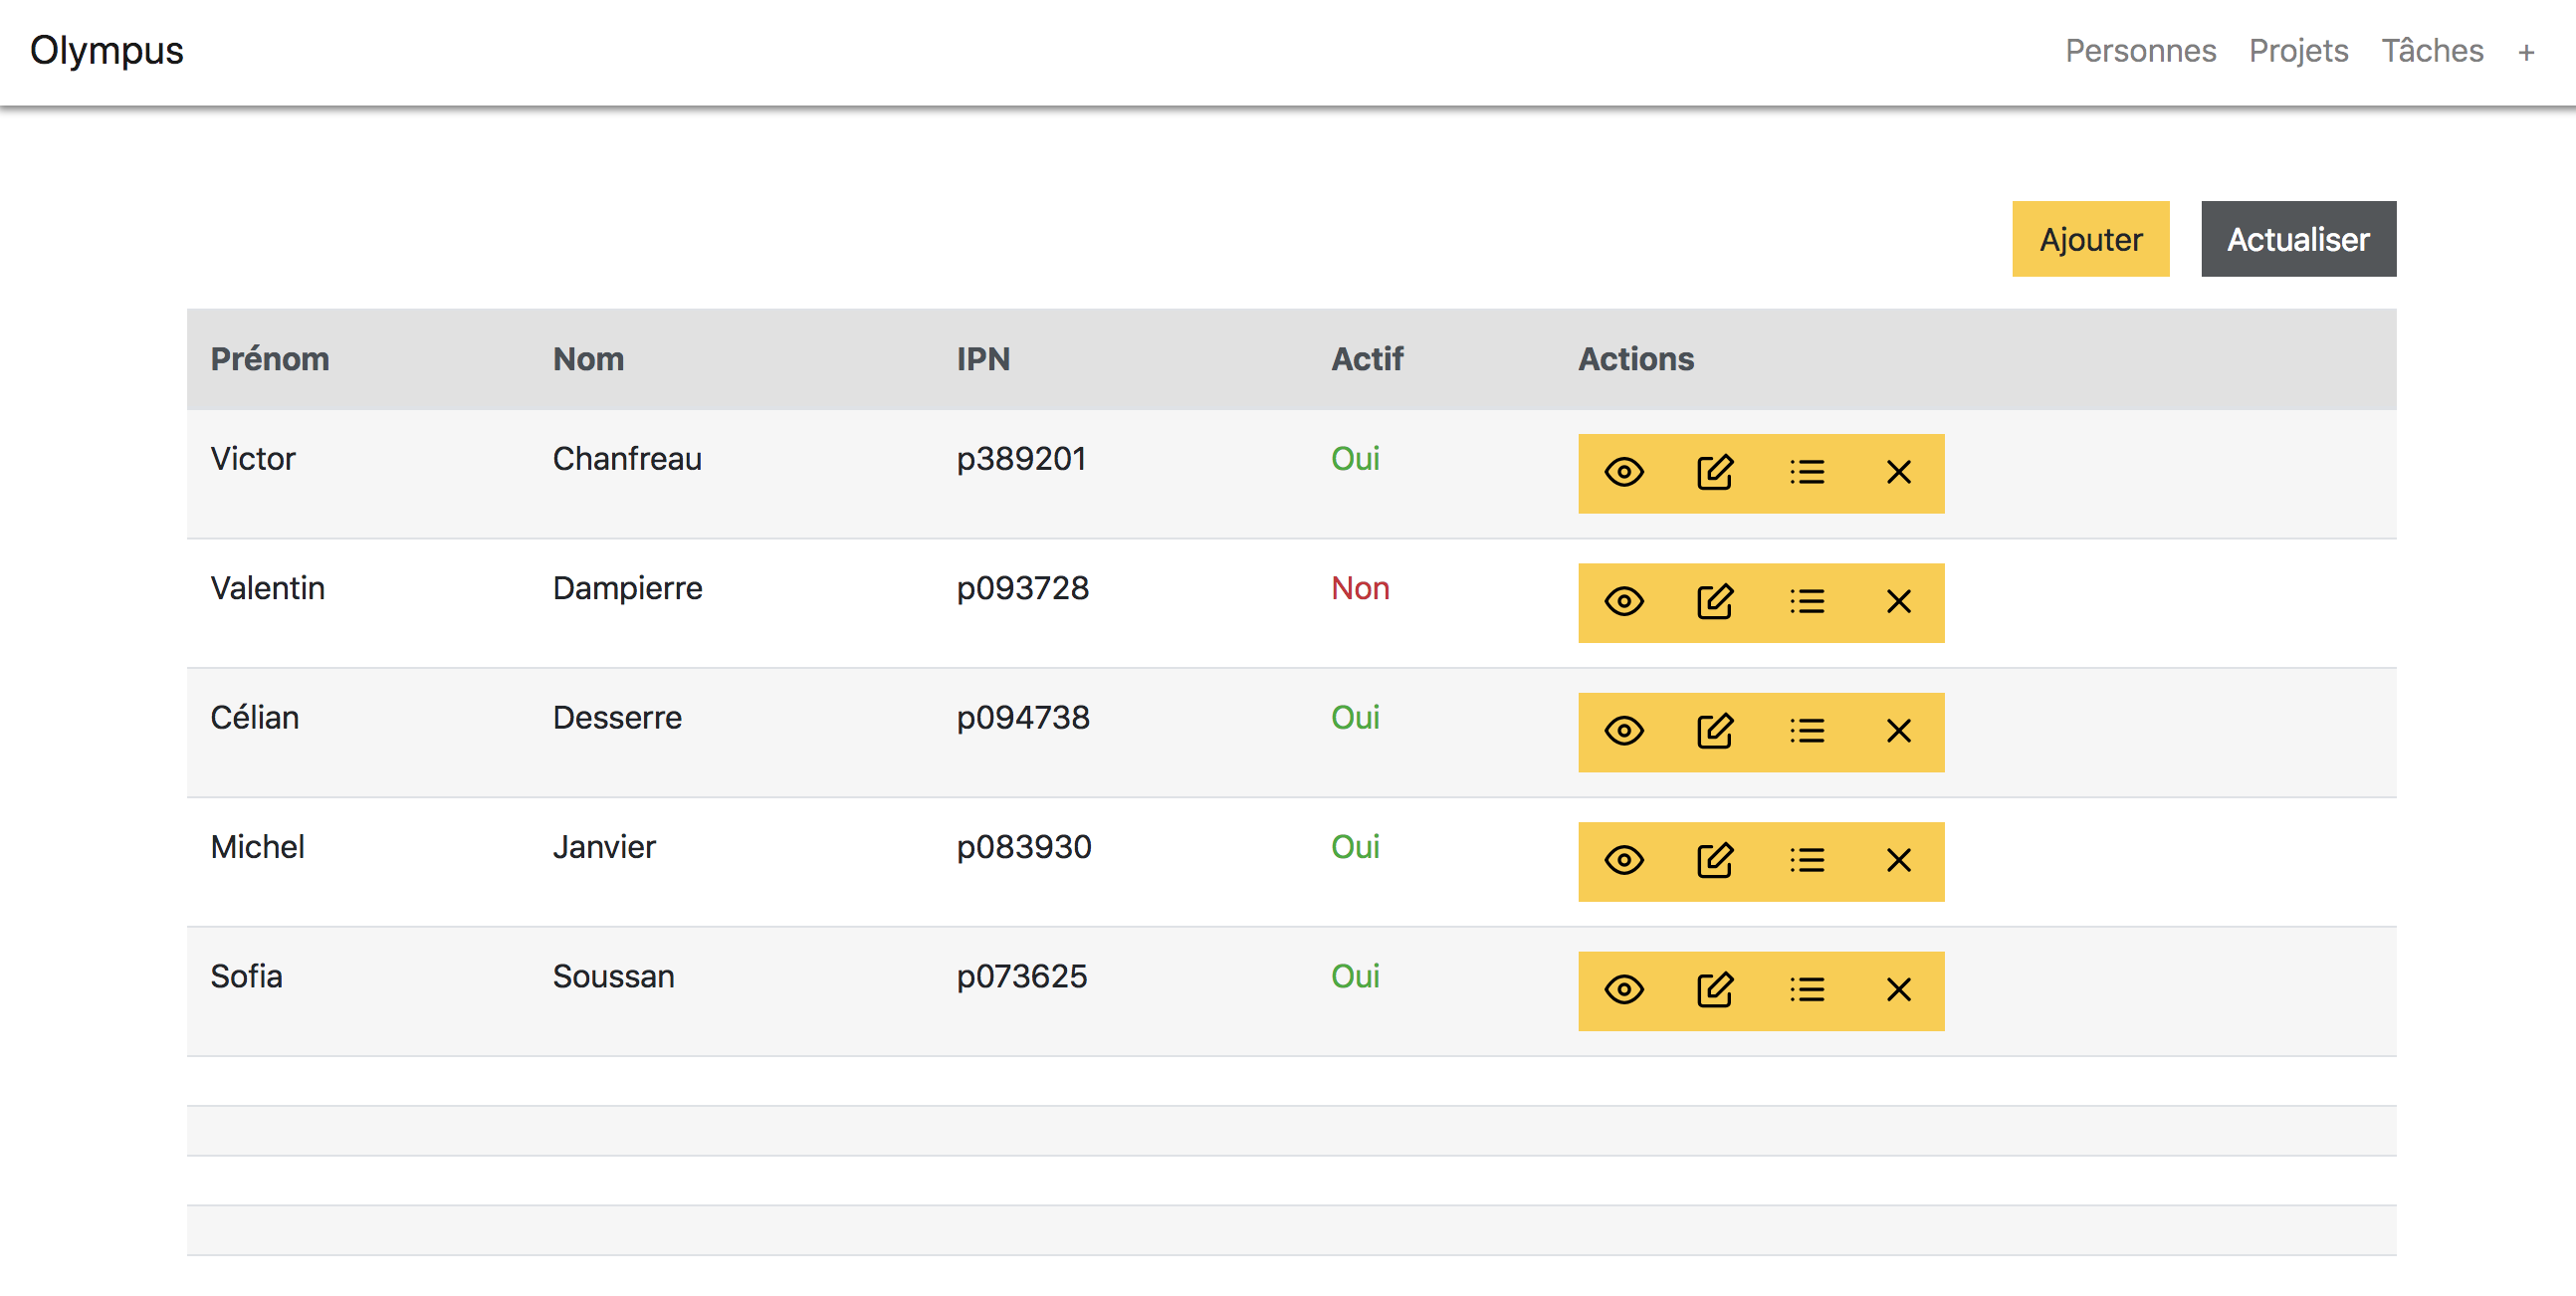 Olympus Personnes Projets Tâches +
Ajouter Actualiser
Prénom Nom IPN Actif Actions
Victor Chanfreau p389201 Oui
Valentin Dampierre p093728 Non
Célian Desserre p094738 Oui
Michel Janvier p083930 Oui
Sofia Soussan p073625 Oui